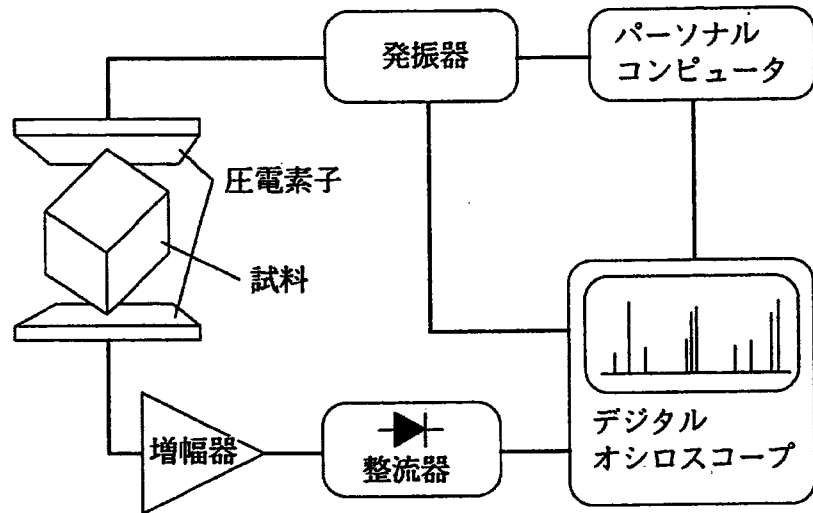 発振器
パーソナル
コンピュータ
圧電素子
試料
増幅器
整流器
デジタル
オシロスコープ